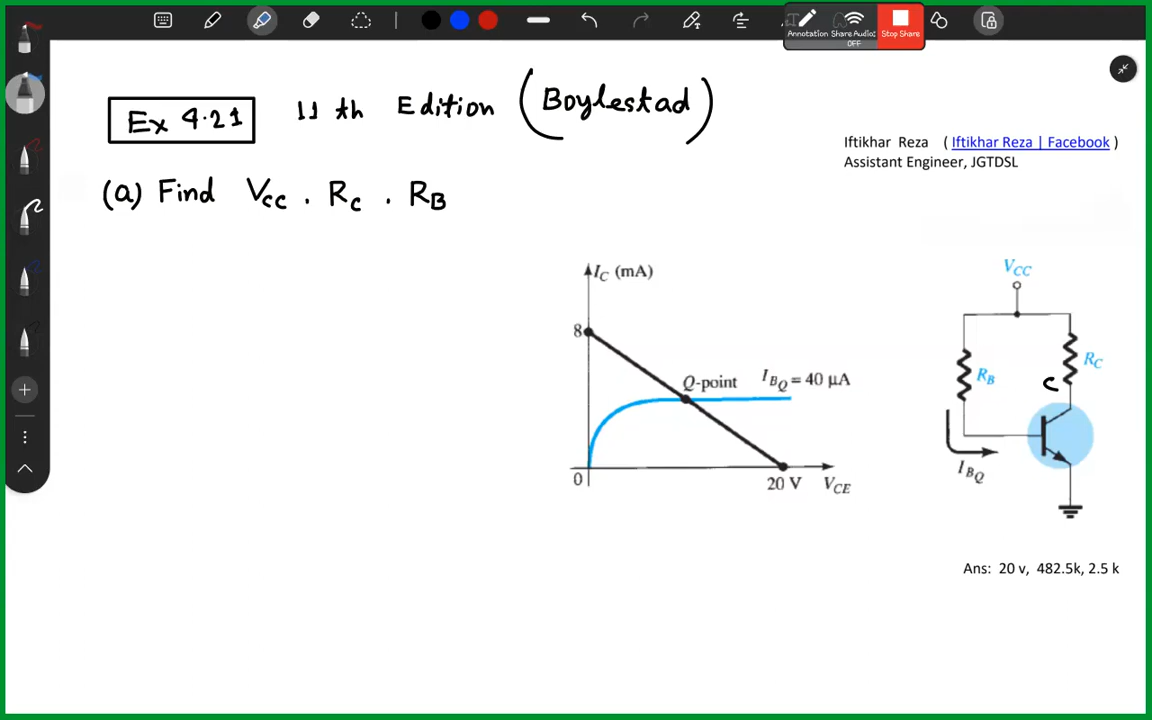 Annotation Share Audio: Stop Share
OFF
Ex 4.21 11 th Edition (Boylestad)
Iftikhar Reza ( Iftikhar Reza | Facebook )
Assistant Engineer, JGTDSL
(a) Find Vcc . Rc . RB
IC (mA)
8
Q-point IBQ = 40 μA
0
20 V VCE
VCC
RC
RB
C
IBQ
Ans: 20 v, 482.5k, 2.5 k